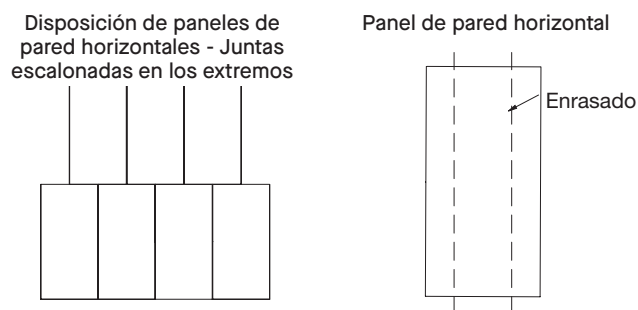 Disposición de paneles de
pared horizontales - Juntas
escalonadas en los extremos
Panel de pared horizontal
Enrasado